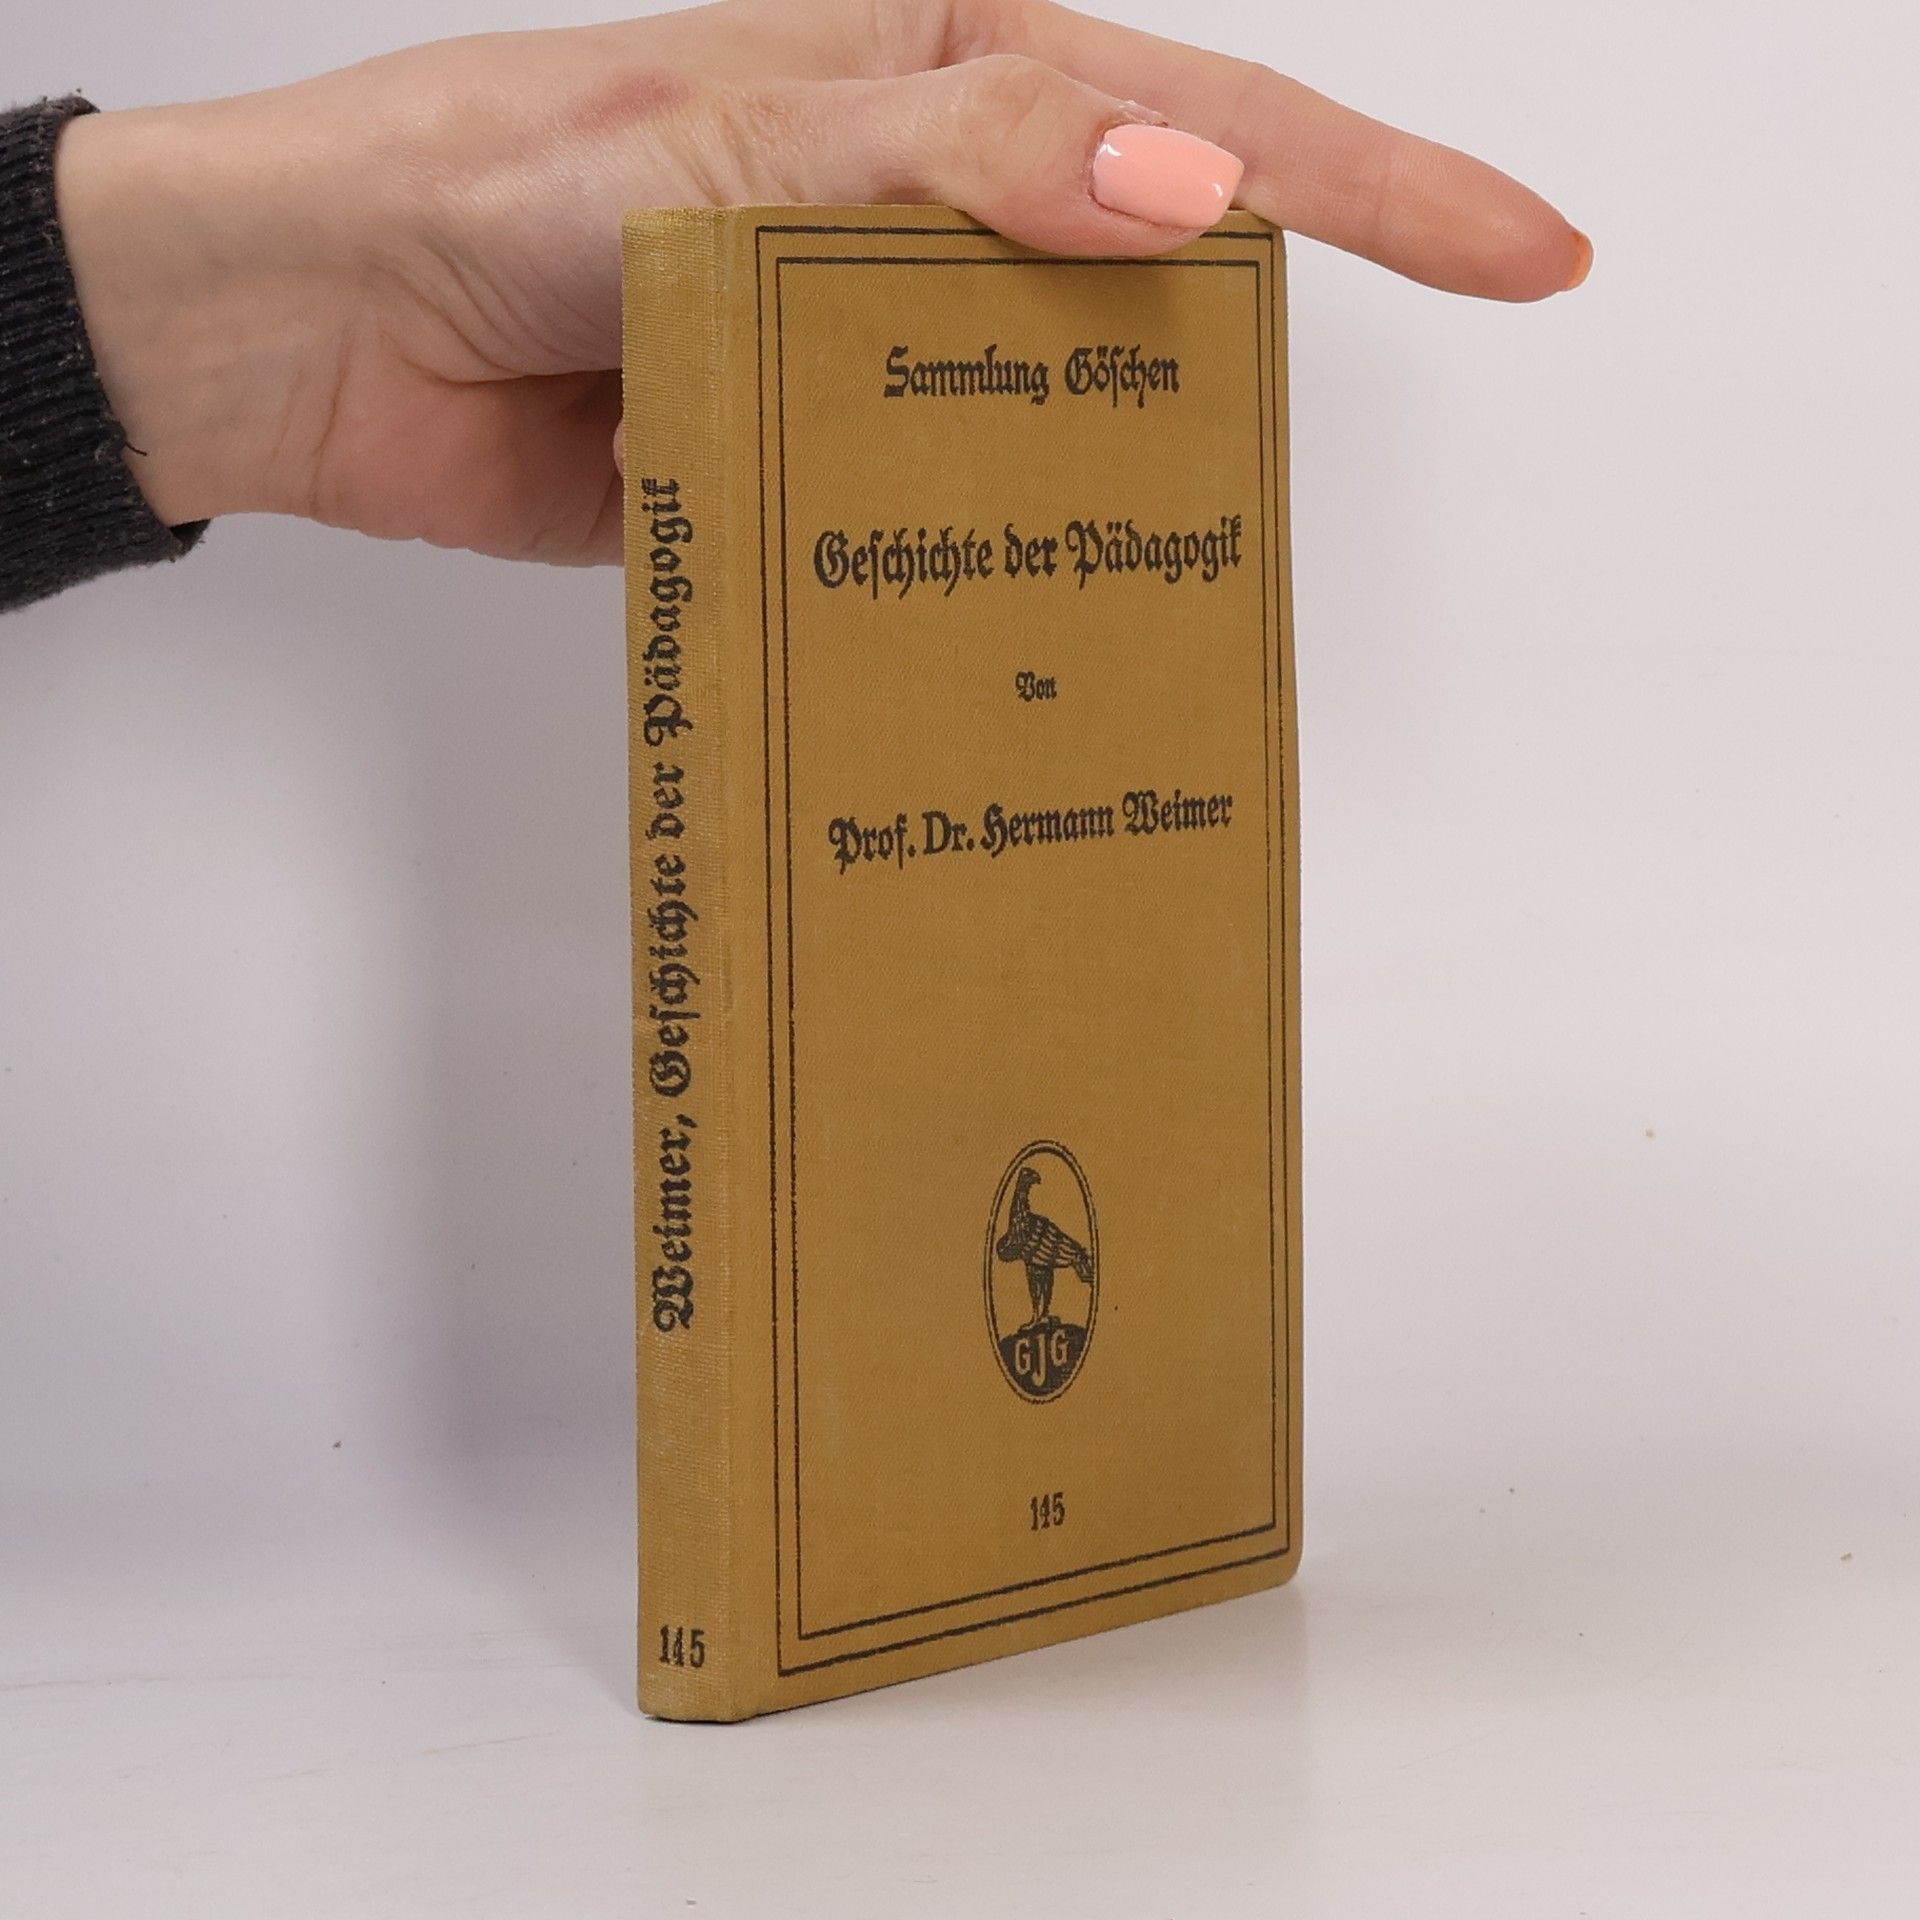 Sammlung Göschen
Geschichte der Pädagogik
Von
Prof. Dr. Hermann Weimer
GJG
145
Weimer, Geschichte der Pädagogik
145